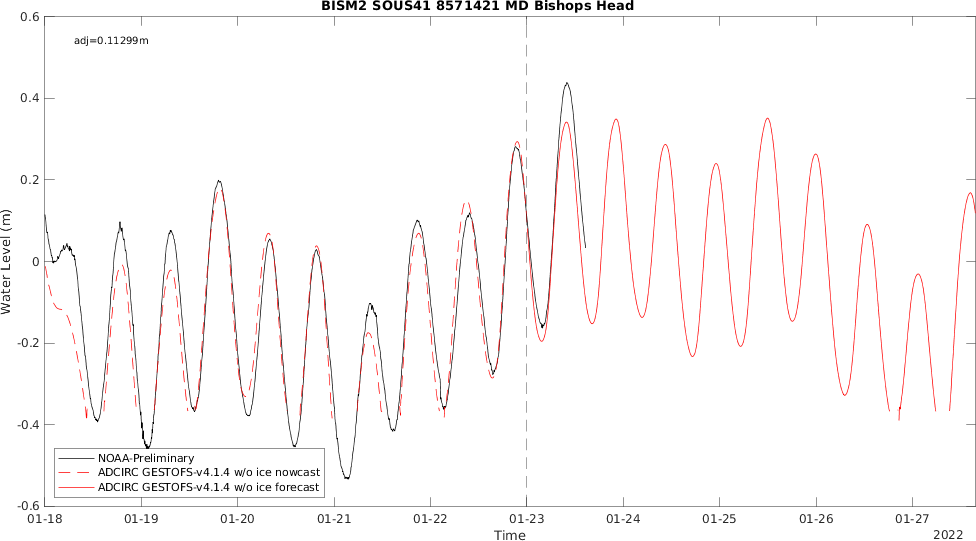 BISM2 SOUS41 8571421 MD Bishops Head
adj=0.11299m
0.6
0.4
0.2
0
-0.2
-0.4
-0.6
Water Level (m)
NOAA-Preliminary
ADCIRC GESTOFS-v4.1.4 w/o ice nowcast
ADCIRC GESTOFS-v4.1.4 w/o ice forecast
01-18 01-19 01-20 01-21 01-22 01-23 01-24 01-25 01-26 01-27
Time
2022